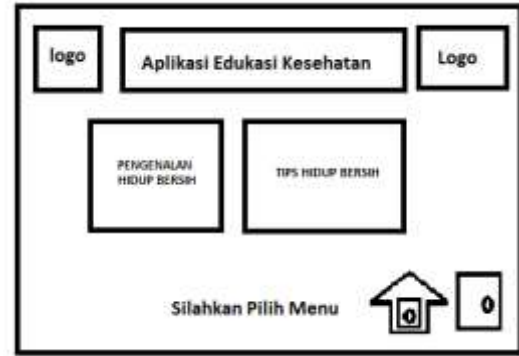 logo
Aplikasi Edukasi Kesehatan
Logo
PENGENALAN
HIDUP BERSIH
TIPS HIDUP BERSIH
Silahkan Pilih Menu
0
0